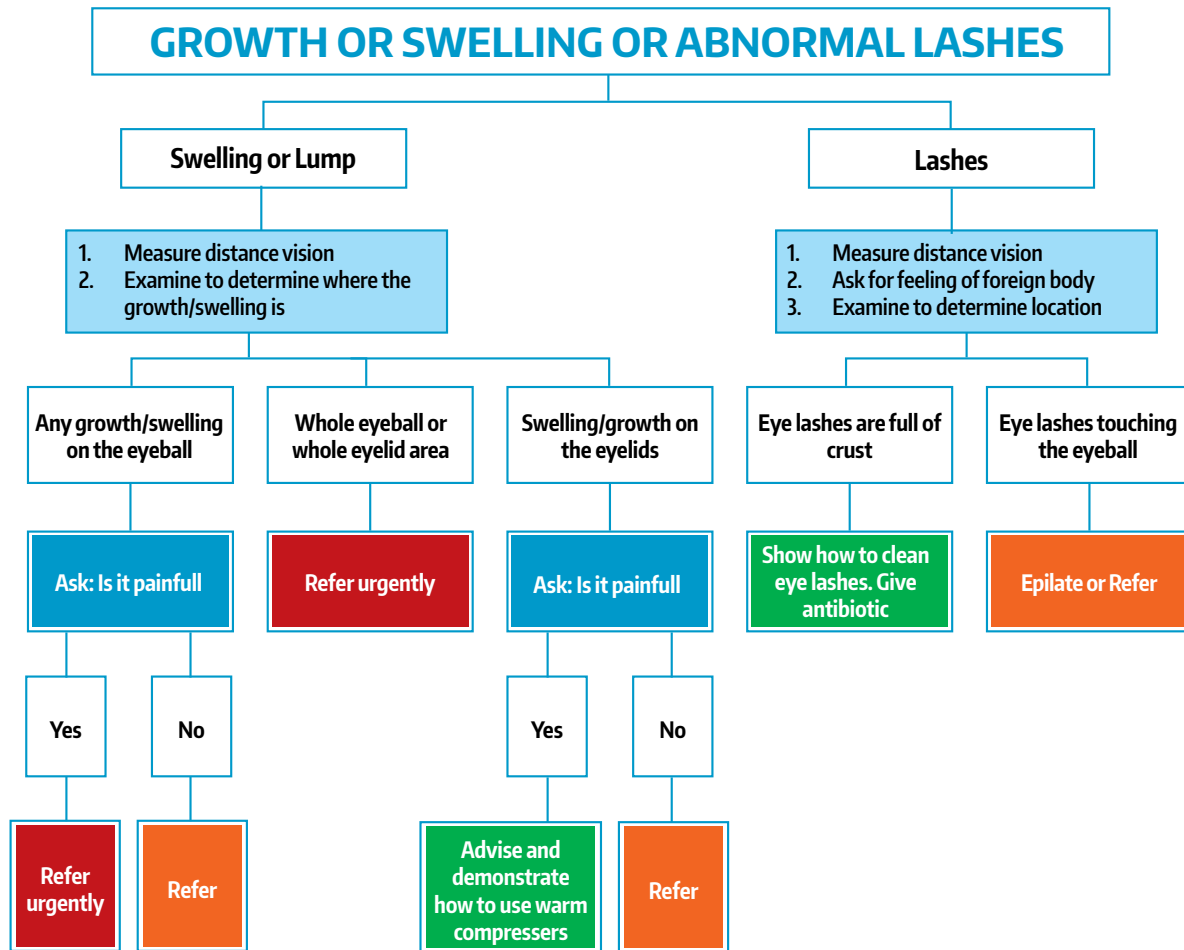 GROWTH OR SWELLING OR ABNORMAL LASHES
Swelling or Lump
Lashes
1. Measure distance vision
2. Examine to determine where the
growth/swelling is
1. Measure distance vision
2. Ask for feeling of foreign body
3. Examine to determine location
Any growth/swelling
on the eyeball
Whole eyeball or
whole eyelid area
Swelling/growth on
the eyelids
Eye lashes are full of
crust
Eye lashes touching
the eyeball
Ask: Is it painfull
Refer urgently
Ask: Is it painfull
Show how to clean
eye lashes. Give
antibiotic
Epilate or Refer
Yes
No
Yes
No
Refer
urgently
Refer
Advise and
demonstrate
how to use warm
compressers
Refer